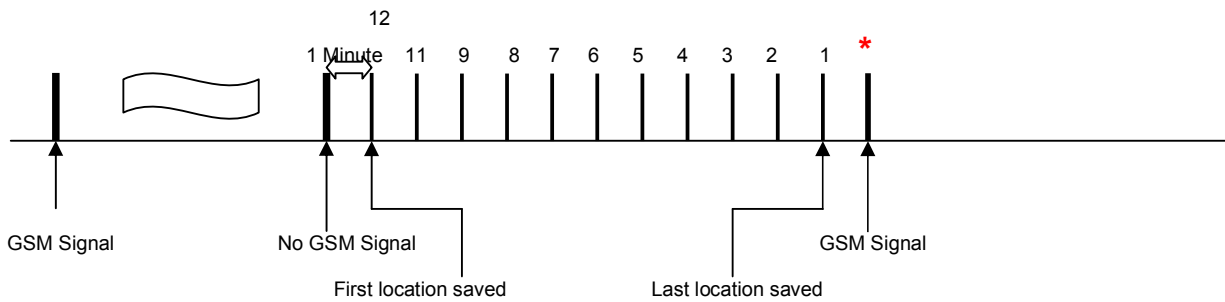 12
1 Minute 11 9 8 7 6 5 4 3 2 1 *
GSM Signal No GSM Signal GSM Signal
First location saved Last location saved